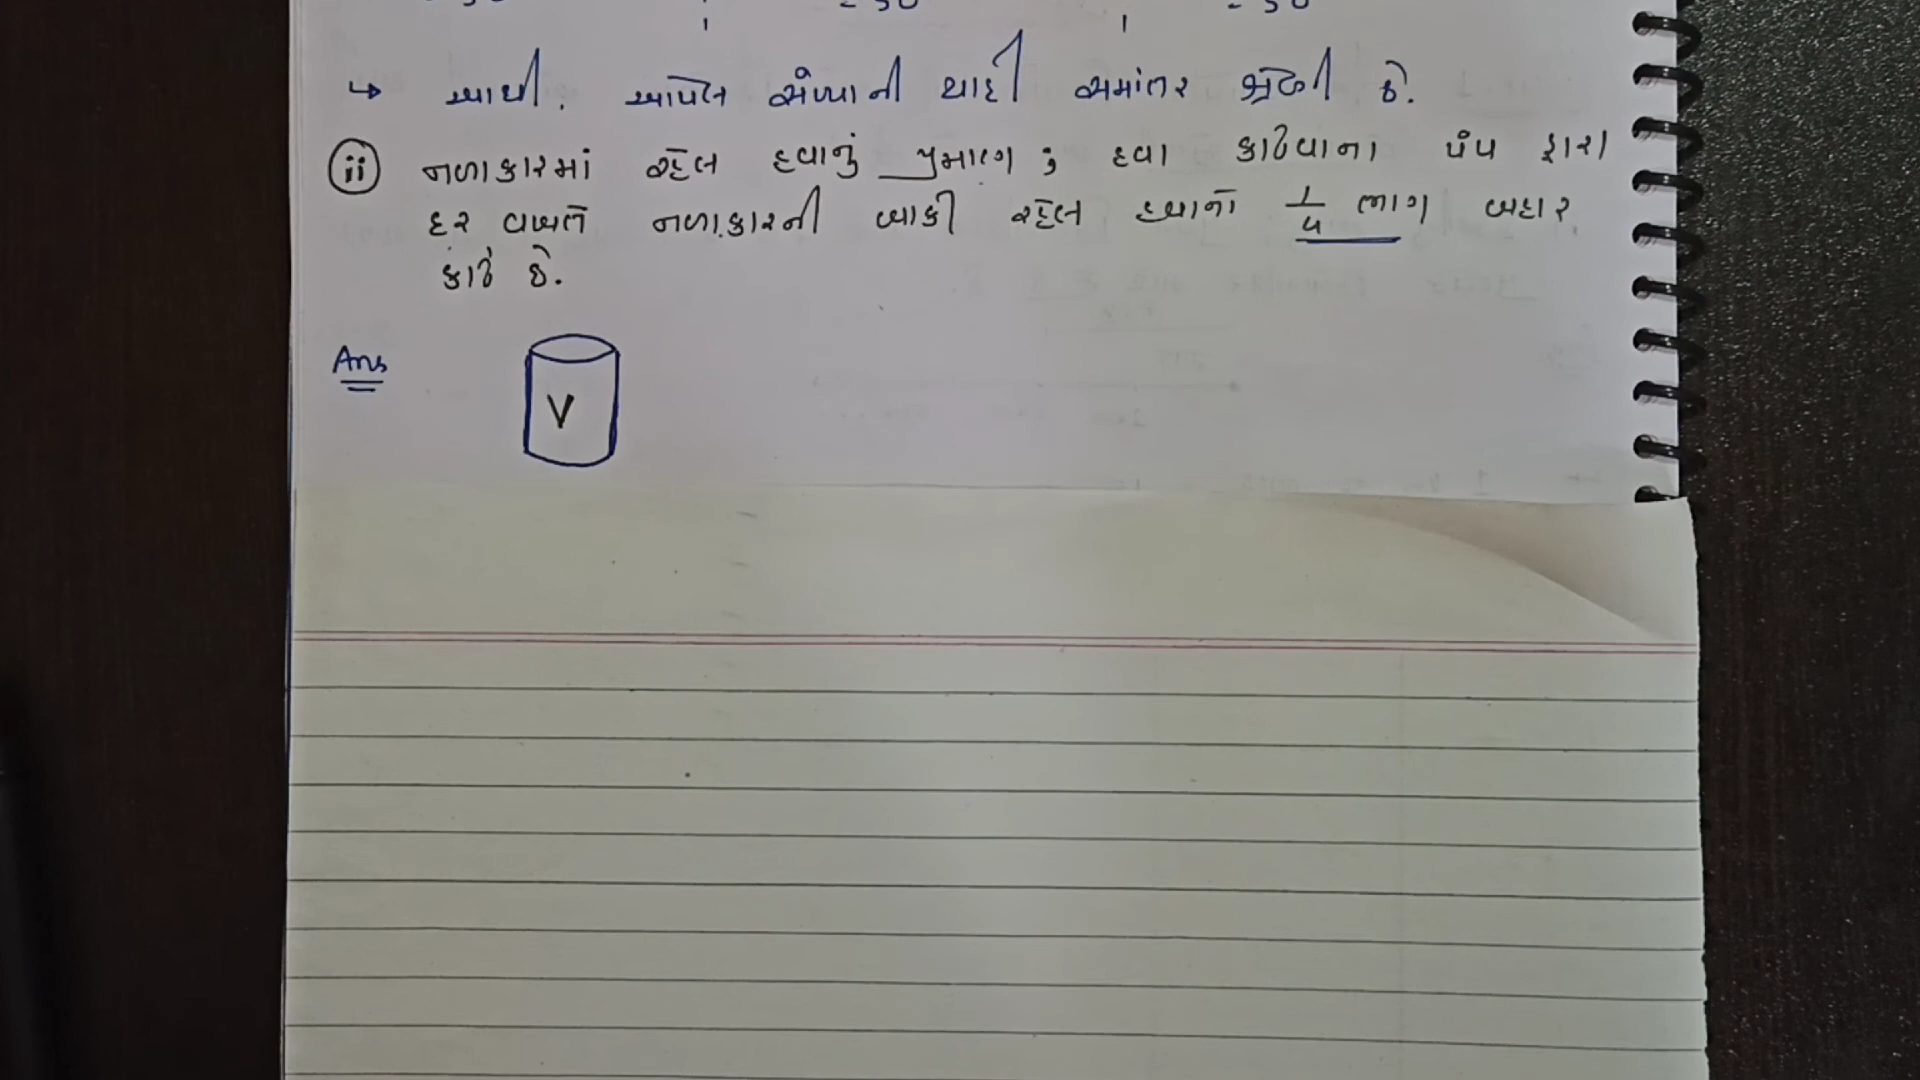 ↳ આથી, આપેલ સંખ્યાની યાદી સમાંતર શ્રેણી છે.
(ii) નળાકારમાં રહેલ હવાનું પ્રમાણ ; હવા કાઢવાના પંપ દ્વારા
દર વખતે નળાકારની બાકી રહેલ હવાનો 1/4 ભાગ બહાર
કાઢે છે.
Ans
V